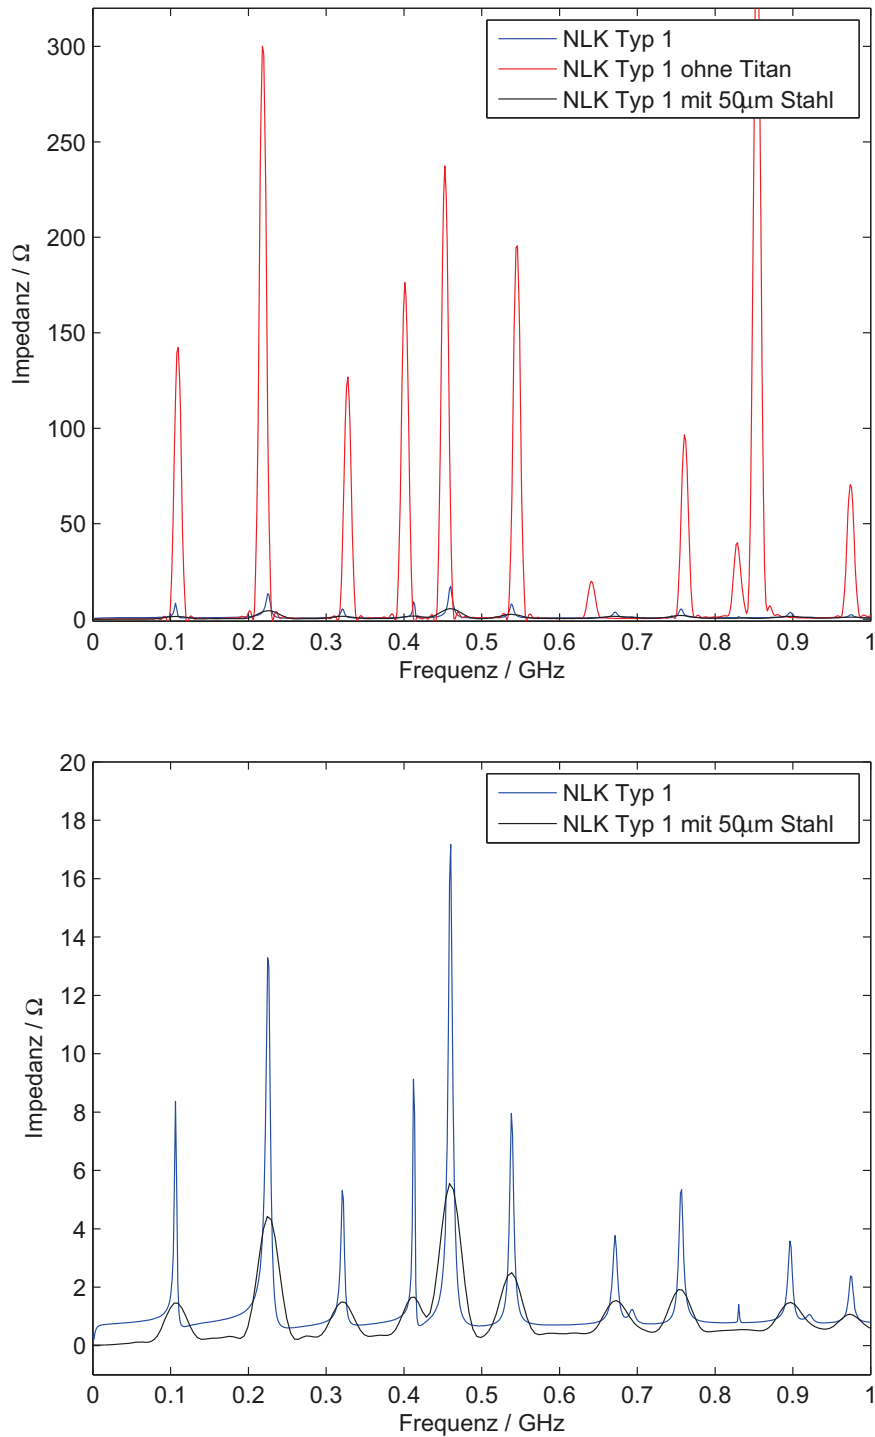 300
250
200
150
100
50
0
Impedanz / Ω
NLK Typ 1
NLK Typ 1 ohne Titan
NLK Typ 1 mit 50μm Stahl
0 0.1 0.2 0.3 0.4 0.5 0.6 0.7 0.8 0.9 1
Frequenz / GHz
20
18
16
14
12
10
8
6
4
2
0
Impedanz / Ω
NLK Typ 1
NLK Typ 1 mit 50μm Stahl
0 0.1 0.2 0.3 0.4 0.5 0.6 0.7 0.8 0.9 1
Frequenz / GHz